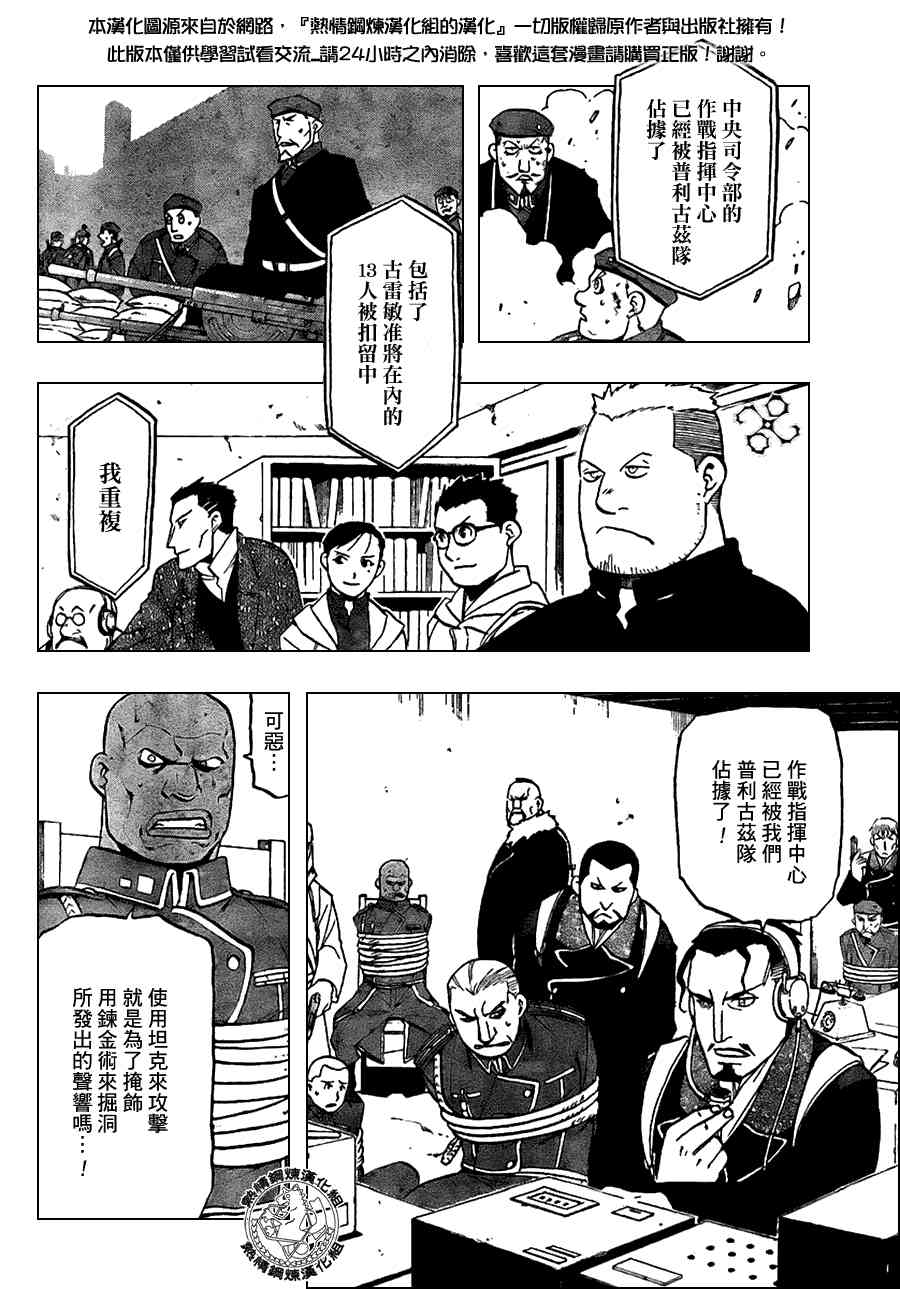 本漢化圖源來自於網路，『熱情鋼煉漢化組的漢化』一切版權歸原作者與出版社擁有！
此版本僅供學習試看交流_請24小時之內消除，喜歡這套漫畫請購買正版！謝謝。
中央司令部的
作戰指揮中心
已經被普利古茲隊
佔據了
包括了
古雷敏准將在內的
13人被扣留中
我重複
作戰指揮中心
已經被我們
普利古茲隊
佔據了！
可惡…
使用坦克來攻擊
就是為了掩飾
用鍊金術來掘洞
所發出的聲響嗎…！
熱情鋼煉漢化組
熱情鋼煉漢化組